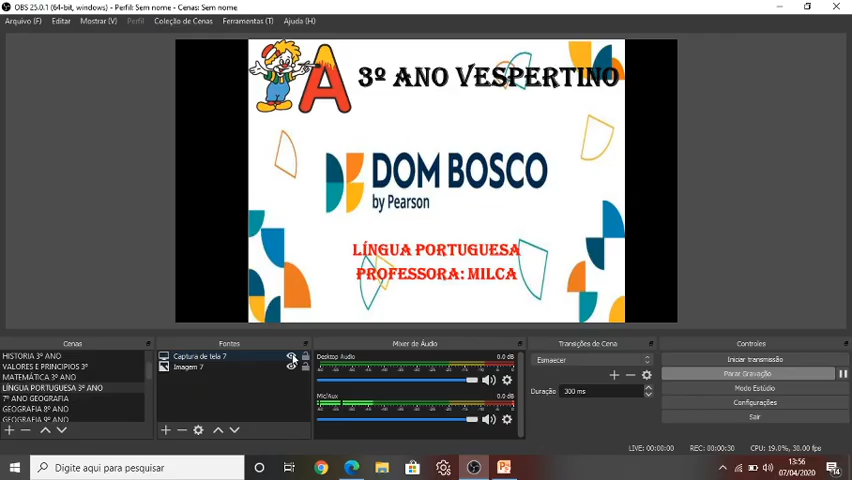 OBS 25.0.1 (64-bit, windows) - Perfil: Sem nome - Cenas: Sem nome
Arquivo (F) Editar Mostrar (V) Perfil Coleção de Cenas Ferramentas (T) Ajuda (H)
A 3º ANO VESPERTINO
DOM BOSCO
by Pearson
LÍNGUA PORTUGUESA
PROFESSORA: MILCA
Cenas
HISTORIA 3º ANO
VALORES E PRINCIPIOS 3º
MATEMÁTICA 3º ANO
LÍNGUA PORTUGUESA 3º ANO
7º ANO GEOGRAFIA
GEOGRAFIA 8º ANO
GEOGRAFIA 9º ANO
Fontes
Captura de tela 7
Imagem 7
Mixer de Áudio
Desktop Audio 0.0 dB
Mic/Aux 0.0 dB
Transições de Cena
Esmaecer
Duração 300 ms
Controles
Iniciar transmissão
Parar Gravação
Modo Estúdio
Configurações
Sair
LIVE: 00:00:00 REC: 00:00:30 CPU: 19.0%, 30.00 fps
Digite aqui para pesquisar
13:56
07/04/2020